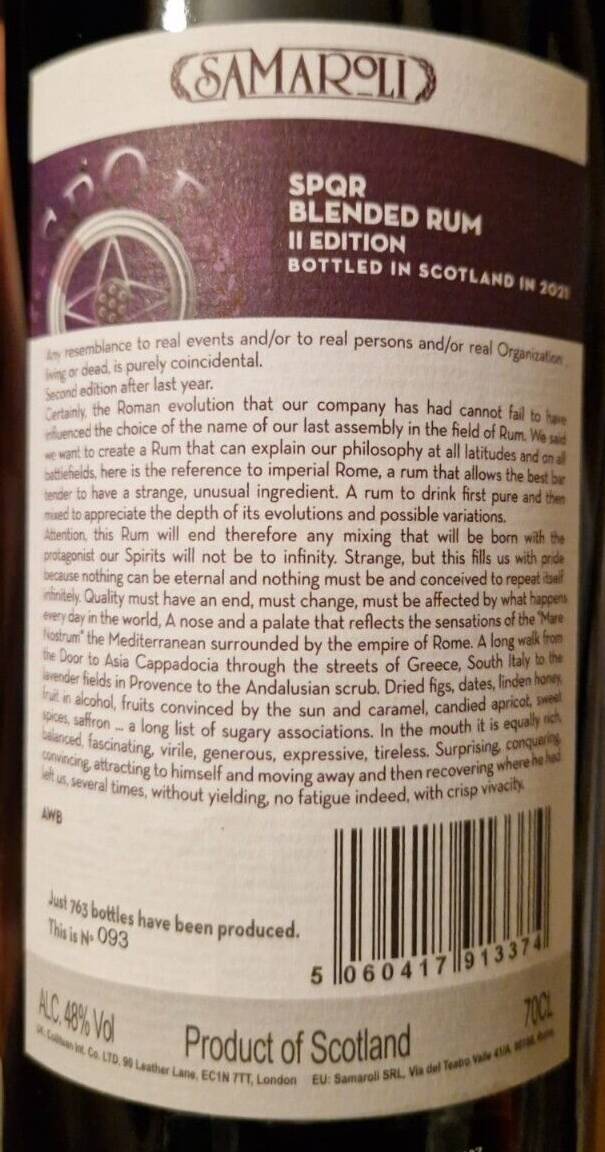 SAMAROLI
SPQR
SPQR
BLENDED RUM
II EDITION
BOTTLED IN SCOTLAND IN 2021
Any resemblance to real events and/or to real persons and/or real Organization,
living or dead, is purely coincidental.
Second edition after last year.
Certainly, the Roman evolution that our company has had cannot fail to have
influenced the choice of the name of our last assembly in the field of Rum. We said
we want to create a Rum that can explain our philosophy at all latitudes and on all
battlefields, here is the reference to imperial Rome, a rum that allows the best bar
tender to have a strange, unusual ingredient. A rum to drink first pure and then
mixed to appreciate the depth of its evolutions and possible variations.
Attention, this Rum will end therefore any mixing that will be born with the
protagonist our Spirits will not be to infinity. Strange, but this fills us with pride
because nothing can be eternal and nothing must be and conceived to repeat itself
infinitely. Quality must have an end, must change, must be affected by what happens
every day in the world, A nose and a palate that reflects the sensations of the "Mare
Nostrum" the Mediterranean surrounded by the empire of Rome. A long walk from
the Door to Asia Cappadocia through the streets of Greece, South Italy to the
lavender fields in Provence to the Andalusian scrub. Dried figs, dates, linden honey,
fruit in alcohol, fruits convinced by the sun and caramel, candied apricot, sweet
spices, saffron ... a long list of sugary associations. In the mouth it is equally rich,
balanced, fascinating, virile, generous, expressive, tireless. Surprising, conquering,
convincing, attracting to himself and moving away and then recovering where he had
left us, several times, without yielding, no fatigue indeed, with crisp vivacity.
AWB
Just 763 bottles have been produced.
This is N° 093
5 060417 913374
ALC. 48% Vol
Product of Scotland
70CL
Int. Co. LTD, 90 Leather Lane, EC1N 7TT, London EU: Samaroli SRL, Via del Teatro Valle